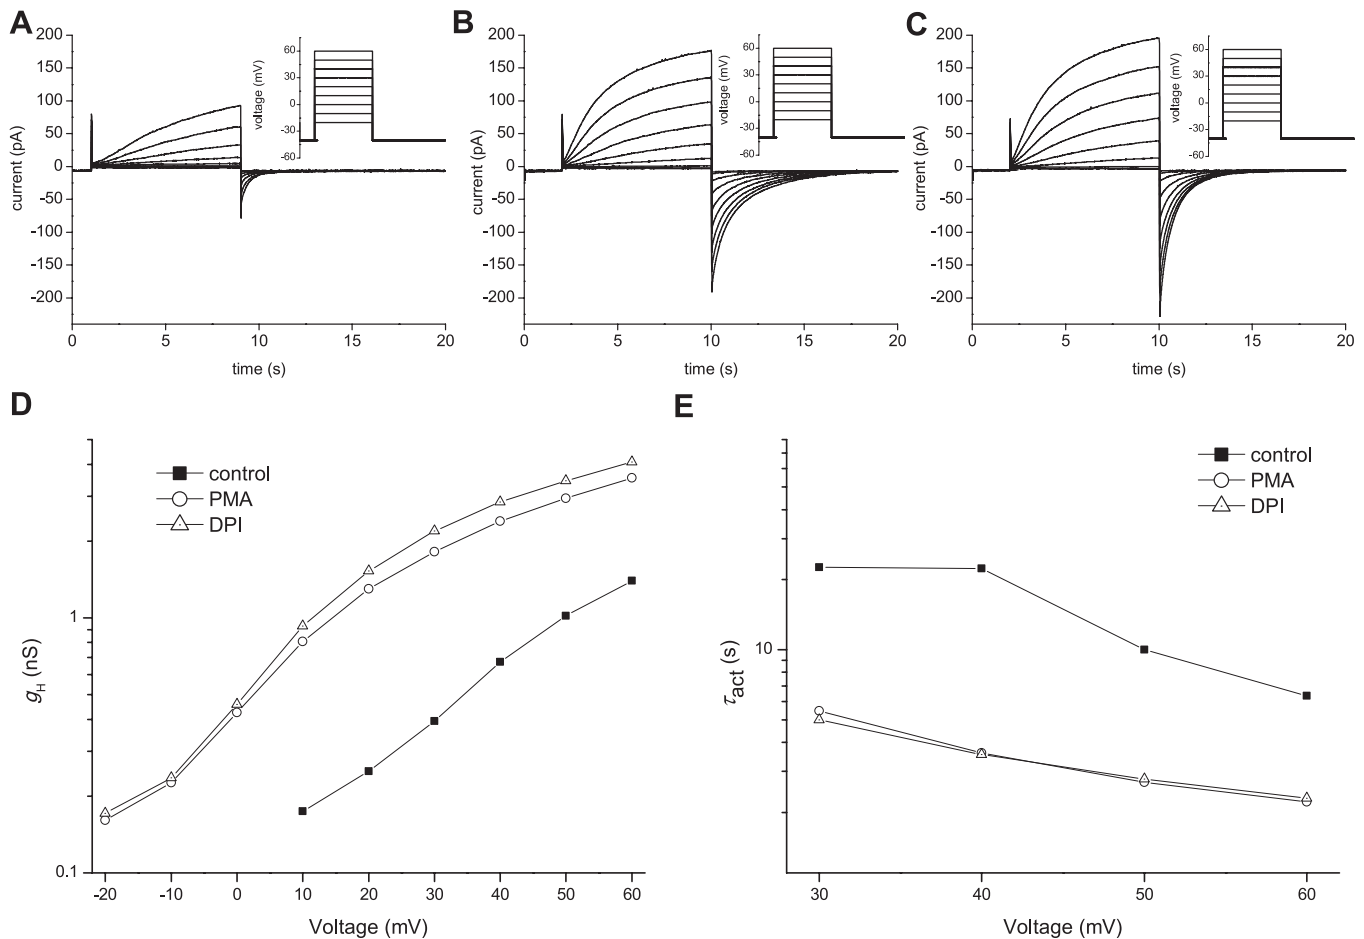 A
200
150
100
50
0
-50
-100
-150
-200
current (pA)
0 5 10 15 20
time (s)
voltage (mV)
60
30
0
-30
-60
B
200
150
100
50
0
-50
-100
-150
-200
current (pA)
0 5 10 15 20
time (s)
voltage (mV)
60
30
0
-30
-60
C
200
150
100
50
0
-50
-100
-150
-200
current (pA)
0 5 10 15 20
time (s)
voltage (mV)
60
30
0
-30
-60
D
control
PMA
DPI
1
0.1
gH (nS)
-20 -10 0 10 20 30 40 50 60
Voltage (mV)
E
control
PMA
DPI
10
τact (s)
30 40 50 60
Voltage (mV)